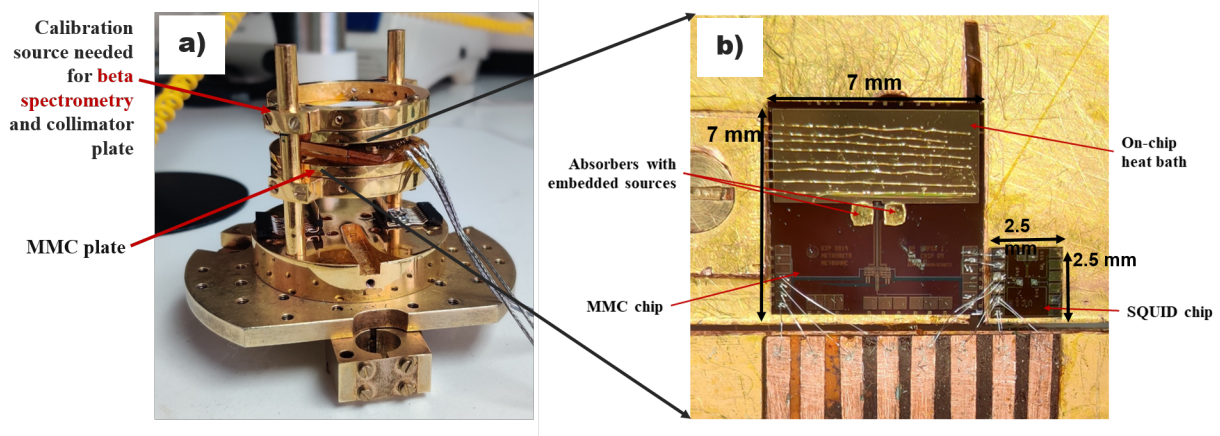 Calibration
source needed
for beta
spectrometry
and collimator
plate
MMC plate
a)
b)
7 mm
7 mm
Absorbers with
embedded sources
On-chip
heat bath
2.5
mm
2.5 mm
MMC chip
SQUID chip